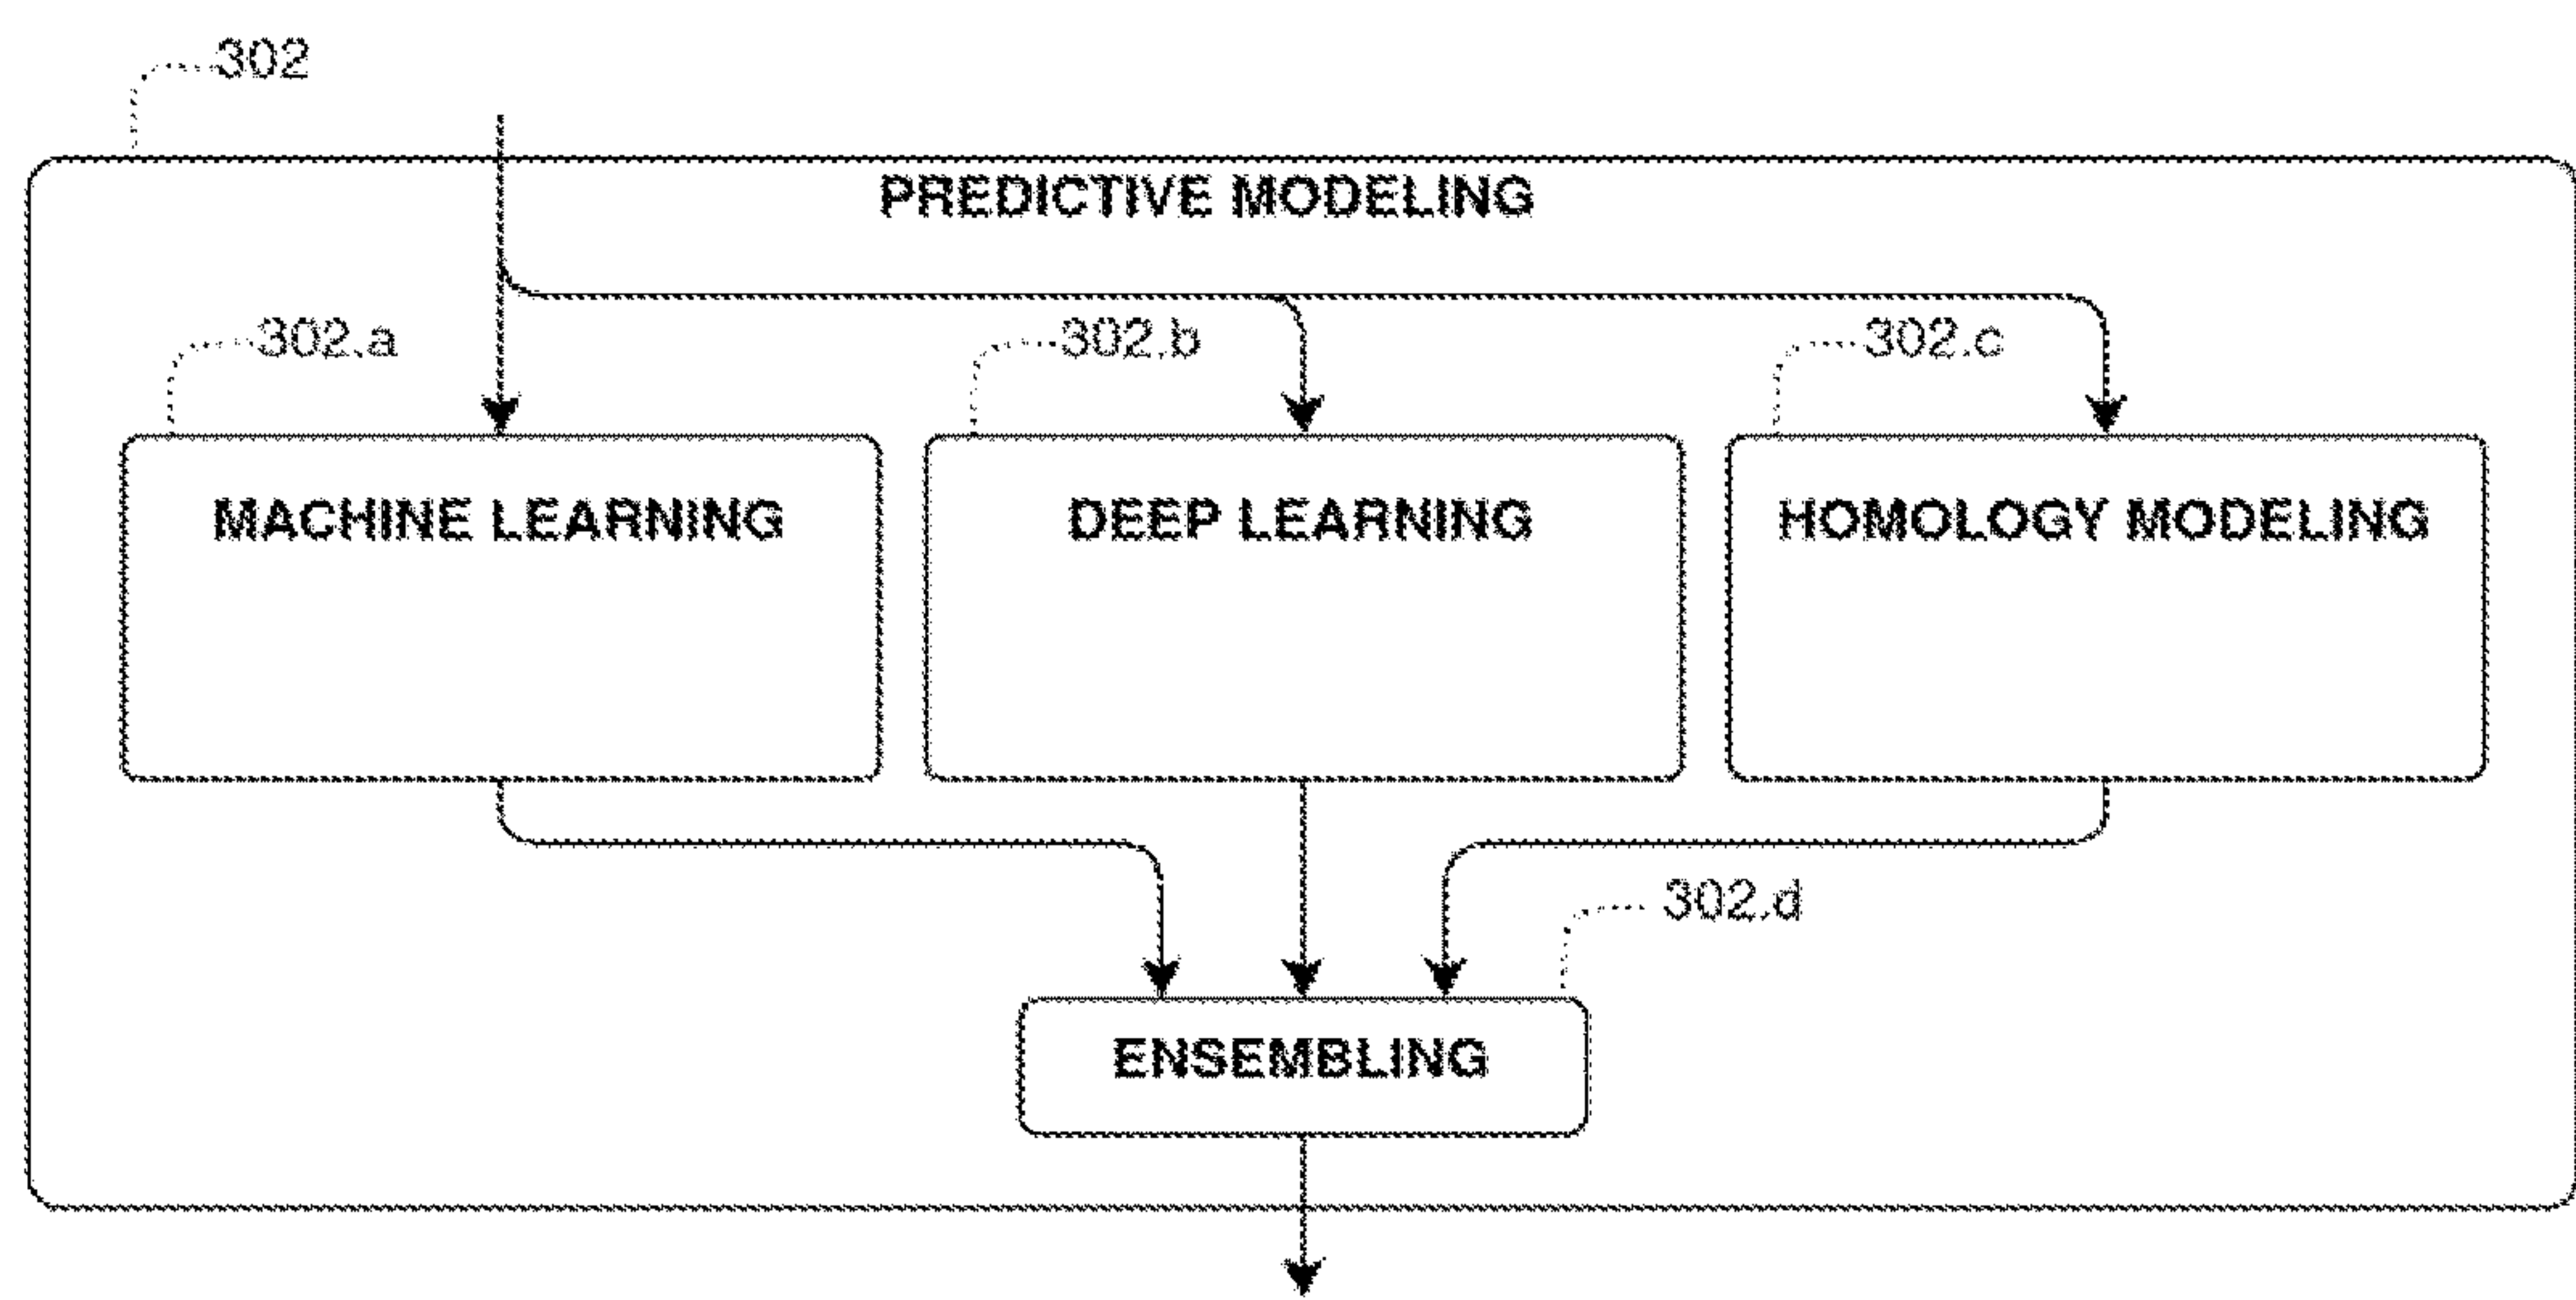 302
PREDICTIVE MODELING
302.a
302.b
302.c
MACHINE LEARNING
DEEP LEARNING
HOMOLOGY MODELING
302.d
ENSEMBLING